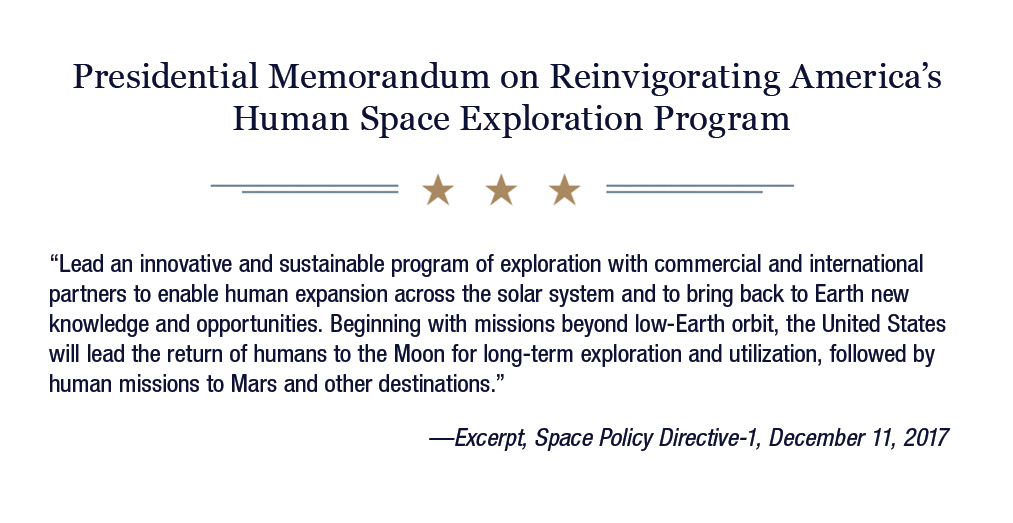 Presidential Memorandum on Reinvigorating America’s
Human Space Exploration Program
“Lead an innovative and sustainable program of exploration with commercial and international
partners to enable human expansion across the solar system and to bring back to Earth new
knowledge and opportunities. Beginning with missions beyond low-Earth orbit, the United States
will lead the return of humans to the Moon for long-term exploration and utilization, followed by
human missions to Mars and other destinations.”
—Excerpt, Space Policy Directive-1, December 11, 2017